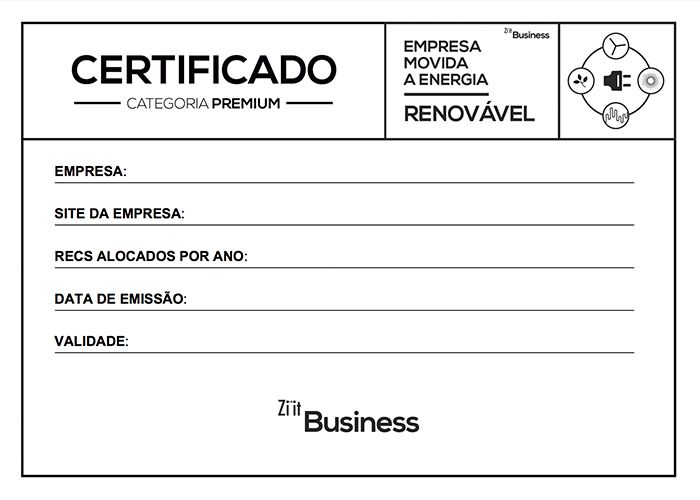 CERTIFICADO
CATEGORIA PREMIUM
Ziit Business
EMPRESA
MOVIDA
A ENERGIA
RENOVÁVEL
EMPRESA:
SITE DA EMPRESA:
RECS ALOCADOS POR ANO:
DATA DE EMISSÃO:
VALIDADE:
Ziit
Business